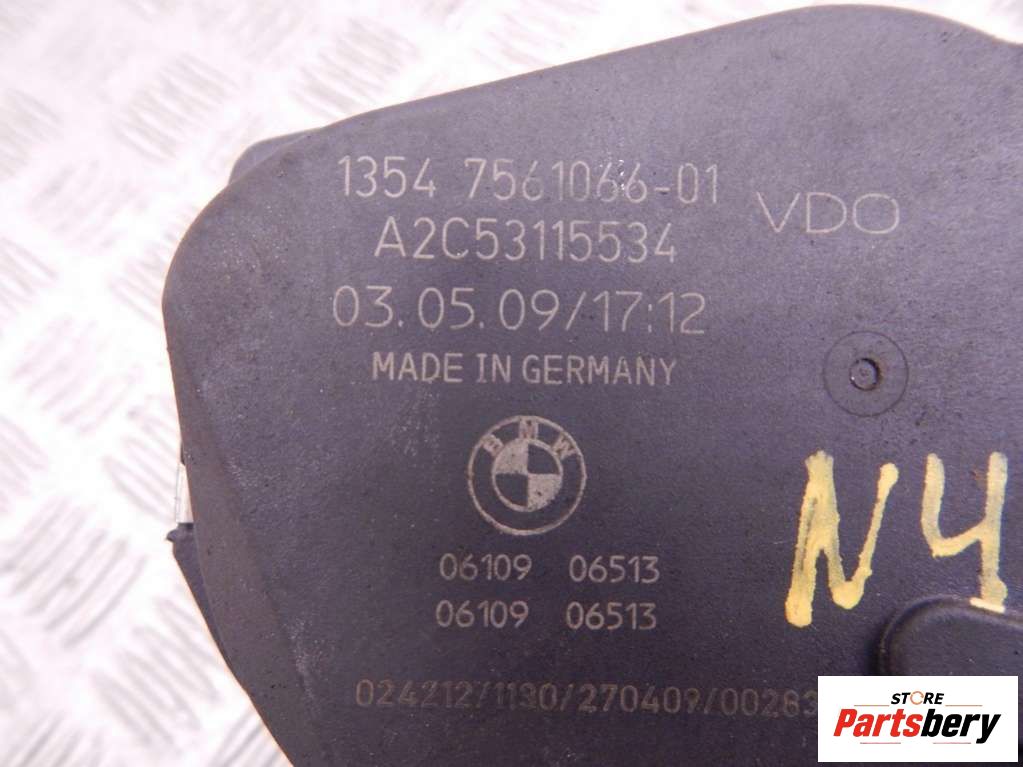 1354 7561066-01
VDO
A2C53115534
03.05.09/17:12
MADE IN GERMANY
BMW
06109 06513
06109 06513
N4
024212/1130/270409/00283
STORE
Partsbery